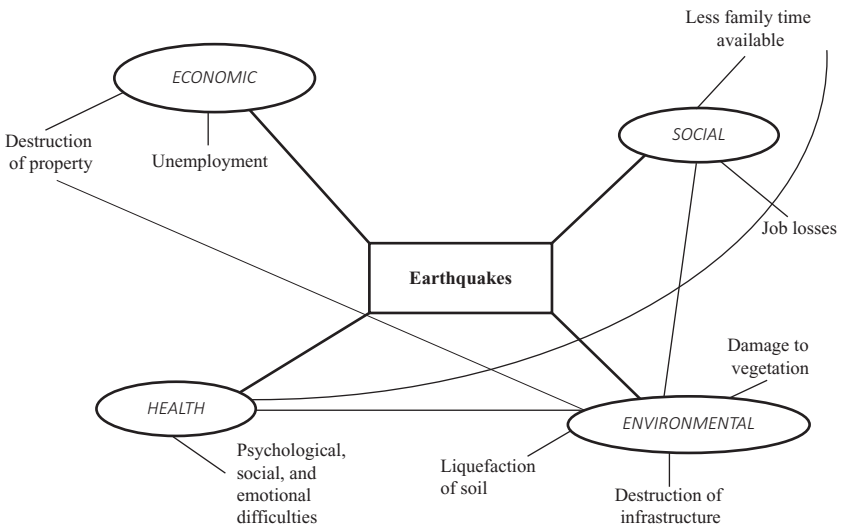 Less family time
available
ECONOMIC
SOCIAL
Destruction
of property
Unemployment
Job losses
Earthquakes
Damage to
vegetation
HEALTH
ENVIRONMENTAL
Psychological,
social, and
emotional
difficulties
Liquefaction
of soil
Destruction of
infrastructure